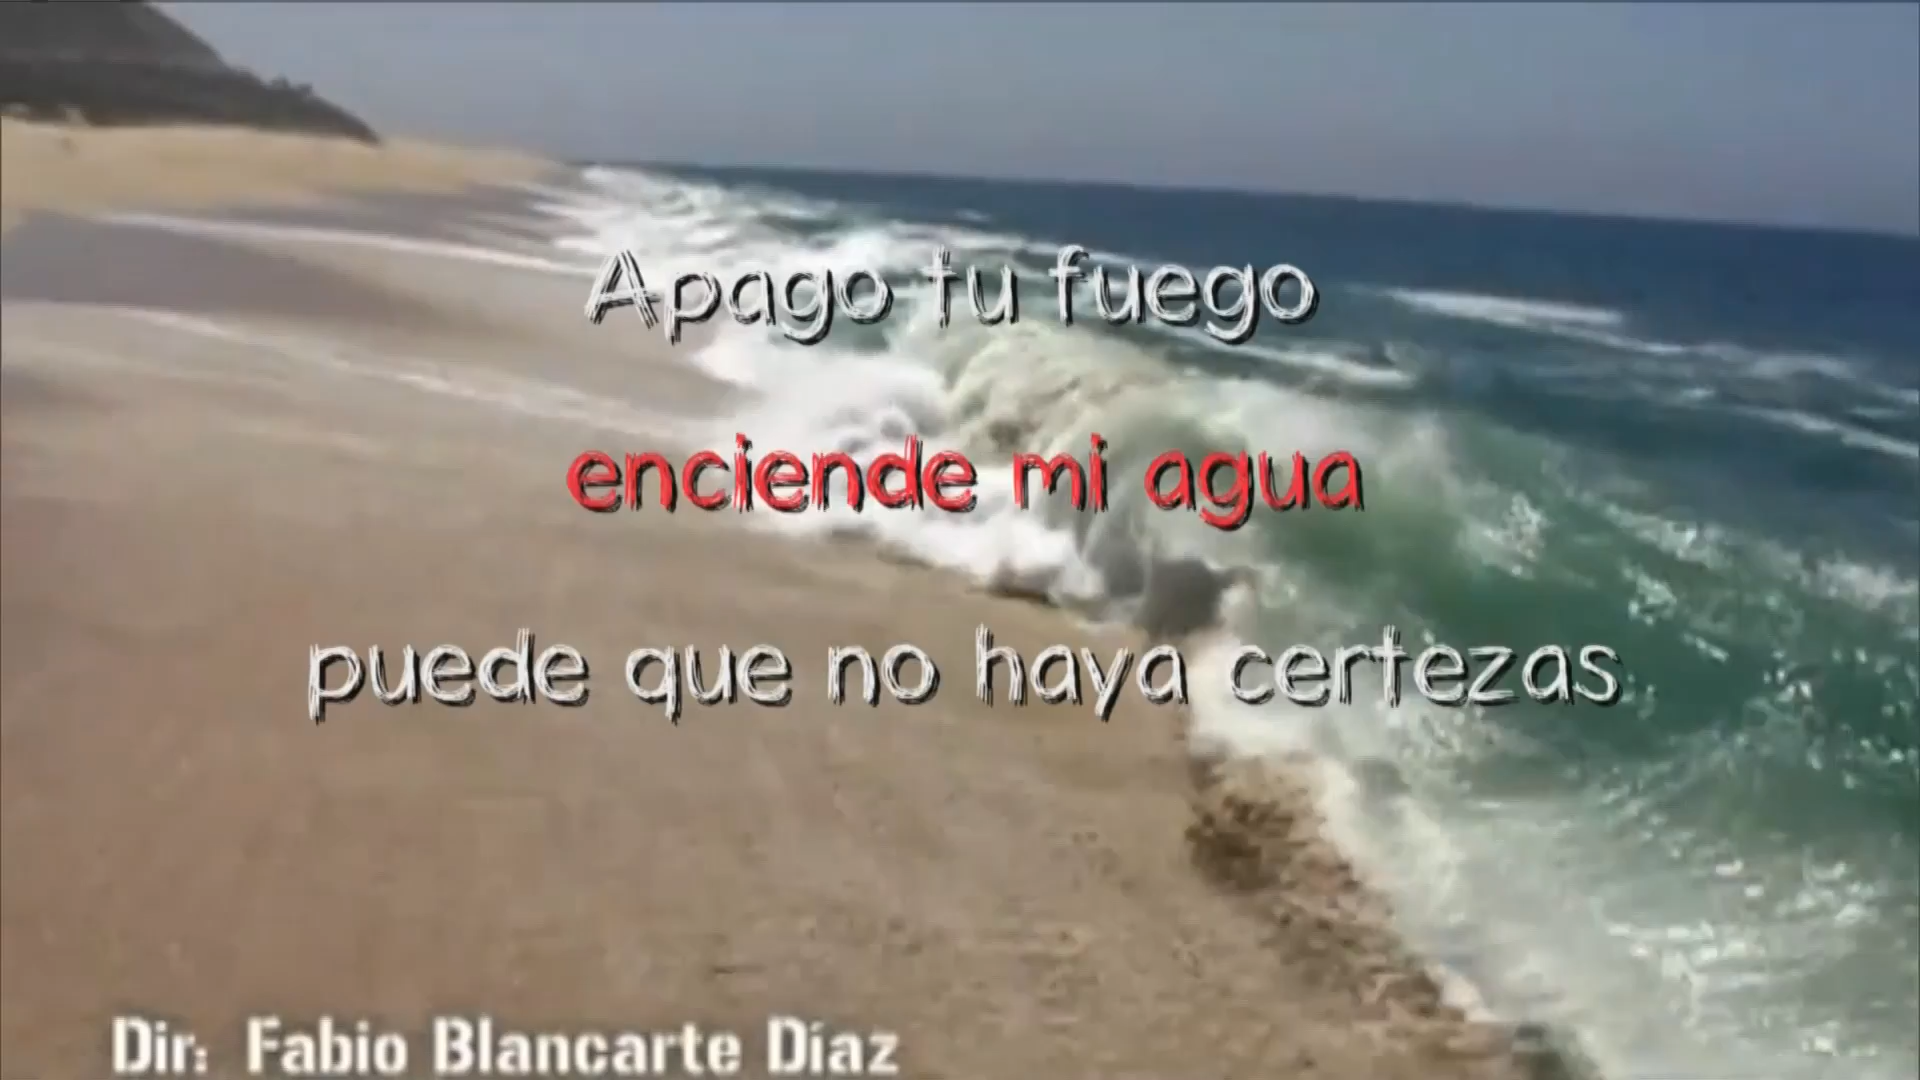 Apago tu fuego
enciende mi agua
puede que no haya certezas
Dir: Fabio Blancarte Díaz